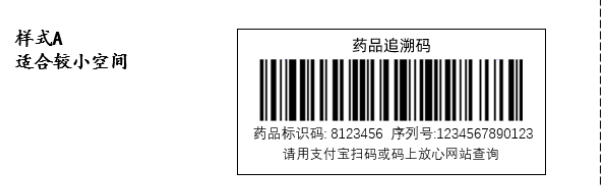 样式A
适合较小空间
药品追溯码
药品标识码: 8123456 序列号:1234567890123
请用支付宝扫码或码上放心网站查询